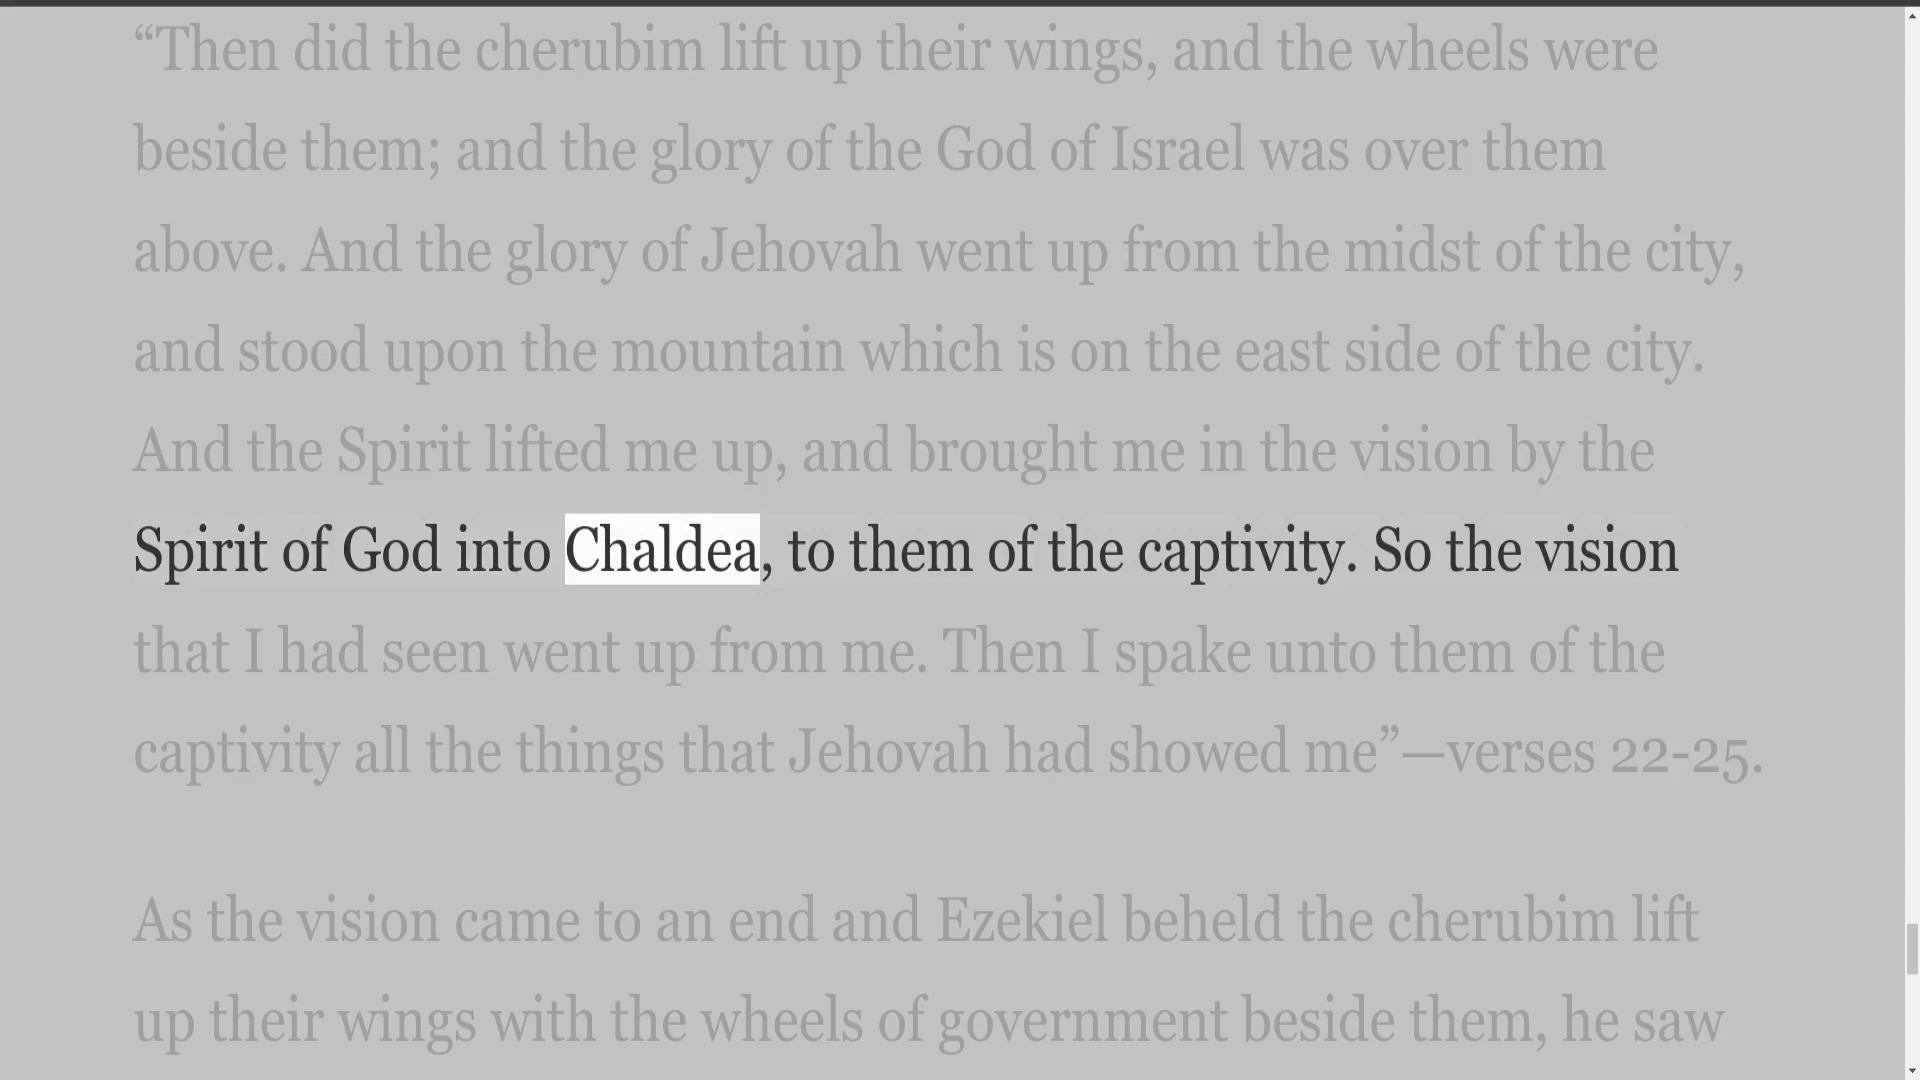 “Then did the cherubim lift up their wings, and the wheels were
beside them; and the glory of the God of Israel was over them
above. And the glory of Jehovah went up from the midst of the city,
and stood upon the mountain which is on the east side of the city.
And the Spirit lifted me up, and brought me in the vision by the
Spirit of God into Chaldea, to them of the captivity. So the vision
that I had seen went up from me. Then I spake unto them of the
captivity all the things that Jehovah had showed me”—verses 22-25.
As the vision came to an end and Ezekiel beheld the cherubim lift
up their wings with the wheels of government beside them, he saw